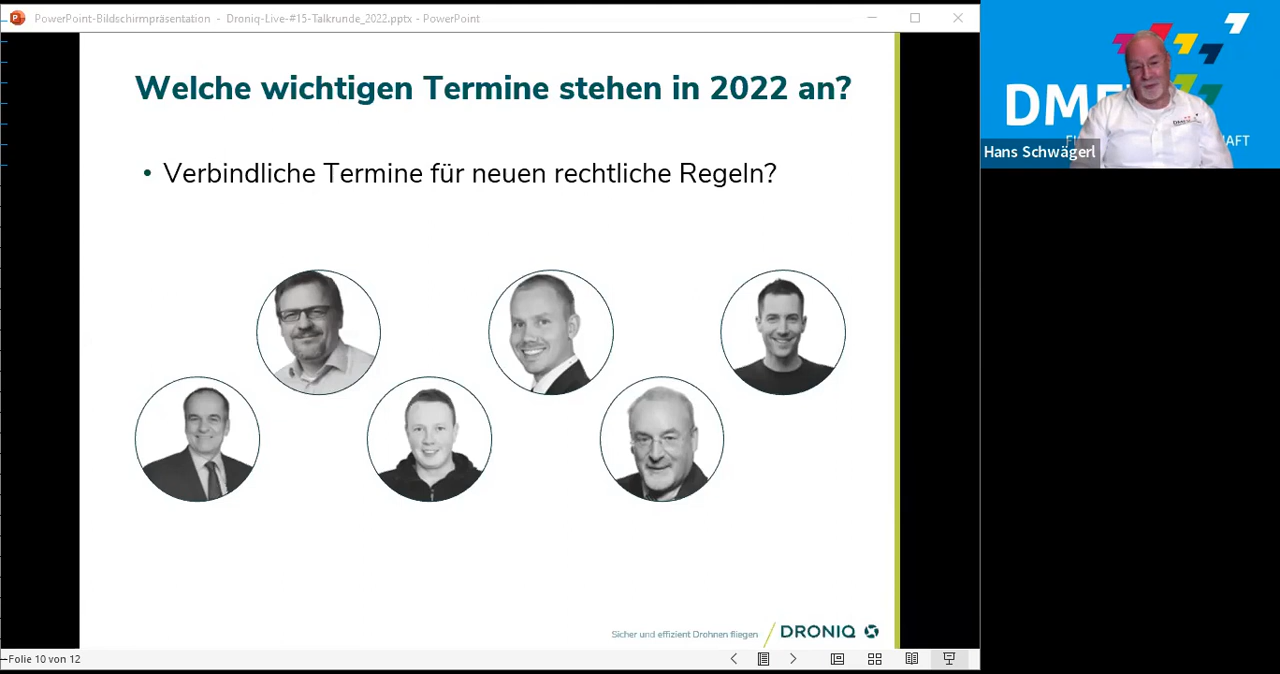 PowerPoint-Bildschirmpräsentation - Droniq-Live-#15-Talkrunde_2022.pptx - PowerPoint
Welche wichtigen Termine stehen in 2022 an?
• Verbindliche Termine für neuen rechtliche Regeln?
Sicher und effizient Drohnen fliegen
DRONIQ
Folie 10 von 12
Hans Schwägerl